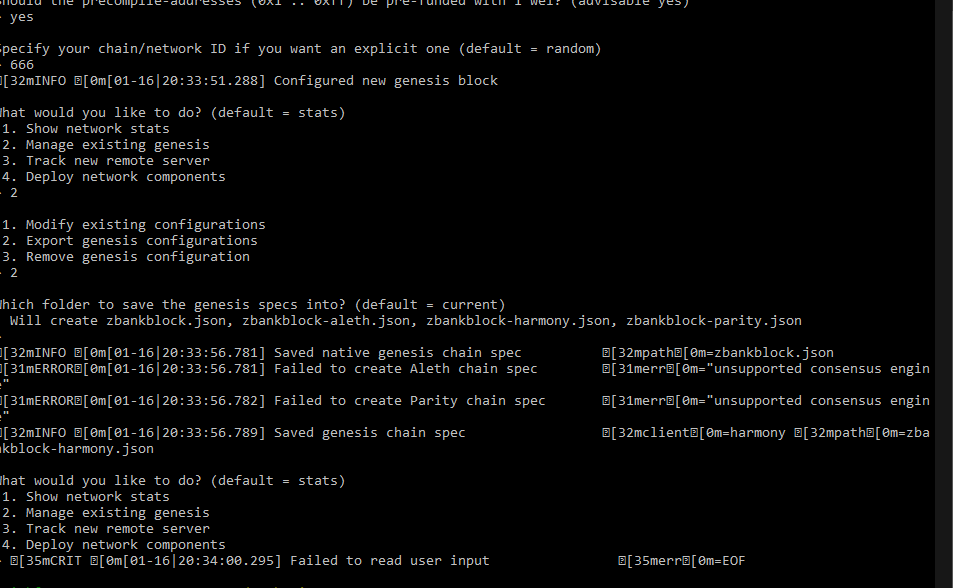 should the precompile-addresses (0x1 .. 0xff) be pre-funded with 1 wei? (advisable yes)
yes
Specify your chain/network ID if you want an explicit one (default = random)
666
[32mINFO [0m[01-16|20:33:51.288] Configured new genesis block
What would you like to do? (default = stats)
1. Show network stats
2. Manage existing genesis
3. Track new remote server
4. Deploy network components
2
1. Modify existing configurations
2. Export genesis configurations
3. Remove genesis configuration
2
Which folder to save the genesis specs into? (default = current)
Will create zbankblock.json, zbankblock-aleth.json, zbankblock-harmony.json, zbankblock-parity.json
[32mINFO [0m[01-16|20:33:56.781] Saved native genesis chain spec [32mpath[0m=zbankblock.json
[31mERROR[0m[01-16|20:33:56.781] Failed to create Aleth chain spec [31merr[0m="unsupported consensus engin
e"
[31mERROR[0m[01-16|20:33:56.782] Failed to create Parity chain spec [31merr[0m="unsupported consensus engin
e"
[32mINFO [0m[01-16|20:33:56.789] Saved genesis chain spec [32mclient[0m=harmony [32mpath[0m=zba
nkblock-harmony.json
What would you like to do? (default = stats)
1. Show network stats
2. Manage existing genesis
3. Track new remote server
4. Deploy network components
[35mCRIT [0m[01-16|20:34:00.295] Failed to read user input [35merr[0m=EOF